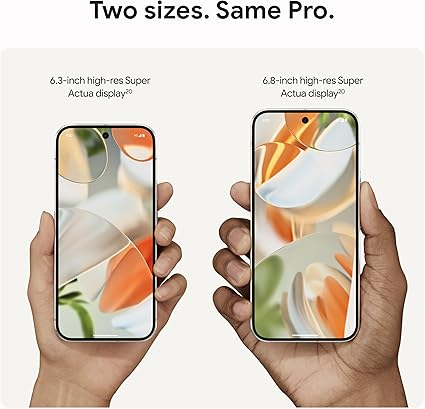 Two sizes. Same Pro.
6.3-inch high-res Super
Actua display²⁰
6.8-inch high-res Super
Actua display²⁰